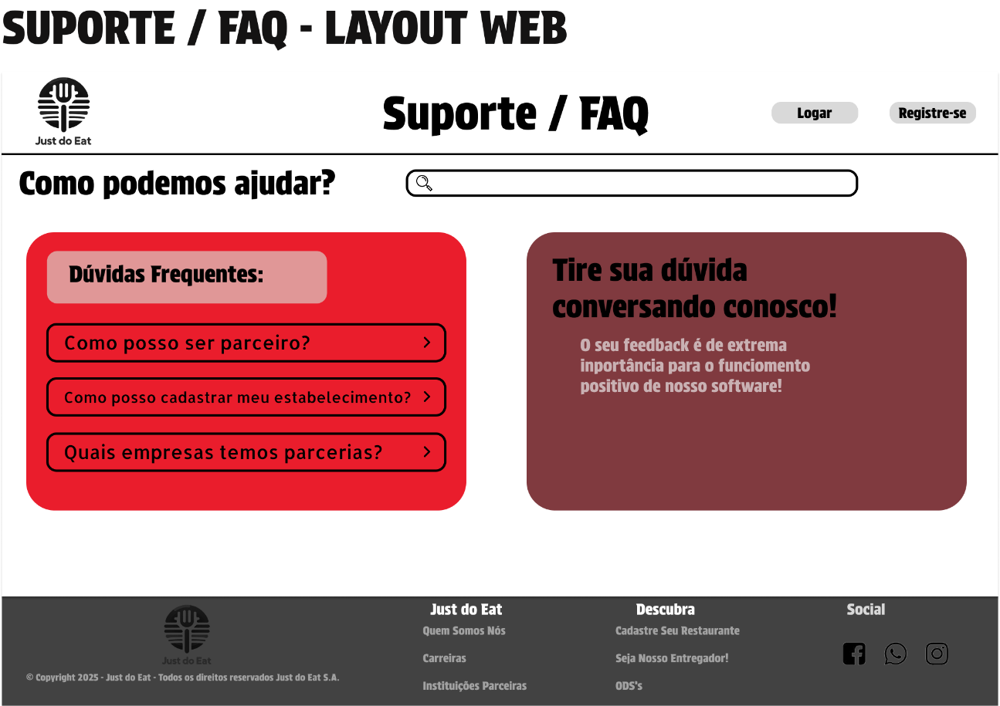 SUPORTE / FAQ - LAYOUT WEB
Just do Eat
Suporte / FAQ
Logar
Registre-se
Como podemos ajudar?
Dúvidas Frequentes:
Como posso ser parceiro?
Como posso cadastrar meu estabelecimento?
Quais empresas temos parcerias?
Tire sua dúvida
conversando conosco!
O seu feedback é de extrema
inportância para o funciomento
positivo de nosso software!
Just do Eat
© Copyright 2025 - Just do Eat - Todos os direitos reservados Just do Eat S.A.
Just do Eat
Quem Somos Nós
Carreiras
Instituições Parceiras
Descubra
Cadastre Seu Restaurante
Seja Nosso Entregador!
ODS's
Social